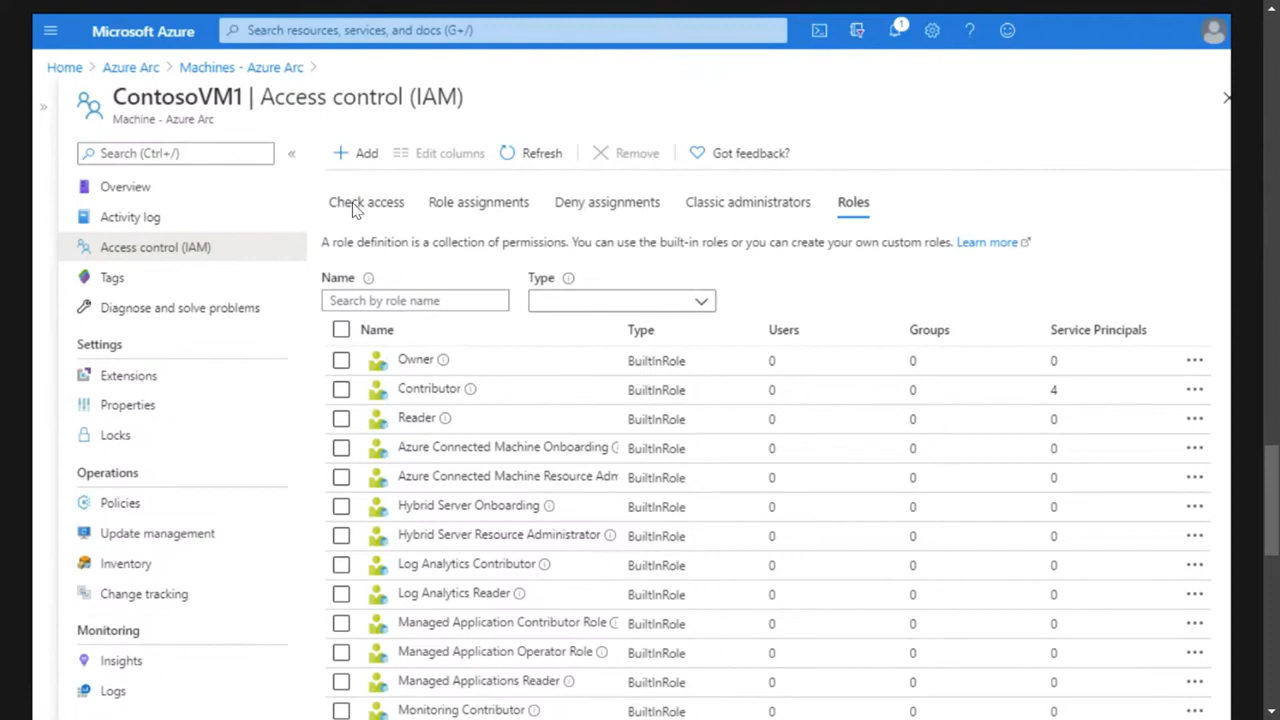 Microsoft Azure
Search resources, services, and docs (G+/)
1
Home > Azure Arc > Machines - Azure Arc >
ContosoVM1 | Access control (IAM)
Machine - Azure Arc
Search (Ctrl+/)
Overview
Activity log
Access control (IAM)
Tags
Diagnose and solve problems
Settings
Extensions
Properties
Locks
Operations
Policies
Update management
Inventory
Change tracking
Monitoring
Insights
Logs
Add Edit columns Refresh Remove Got feedback?
Check access Role assignments Deny assignments Classic administrators Roles
A role definition is a collection of permissions. You can use the built-in roles or you can create your own custom roles. Learn more
Name Type
Search by role name
Name Type Users Groups Service Principals
Owner BuiltInRole 0 0 0
Contributor BuiltInRole 0 0 4
Reader BuiltInRole 0 0 0
Azure Connected Machine Onboarding BuiltInRole 0 0 0
Azure Connected Machine Resource Adm BuiltInRole 0 0 0
Hybrid Server Onboarding BuiltInRole 0 0 0
Hybrid Server Resource Administrator BuiltInRole 0 0 0
Log Analytics Contributor BuiltInRole 0 0 0
Log Analytics Reader BuiltInRole 0 0 0
Managed Application Contributor Role BuiltInRole 0 0 0
Managed Application Operator Role BuiltInRole 0 0 0
Managed Applications Reader BuiltInRole 0 0 0
Monitoring Contributor BuiltInRole 0 0 0